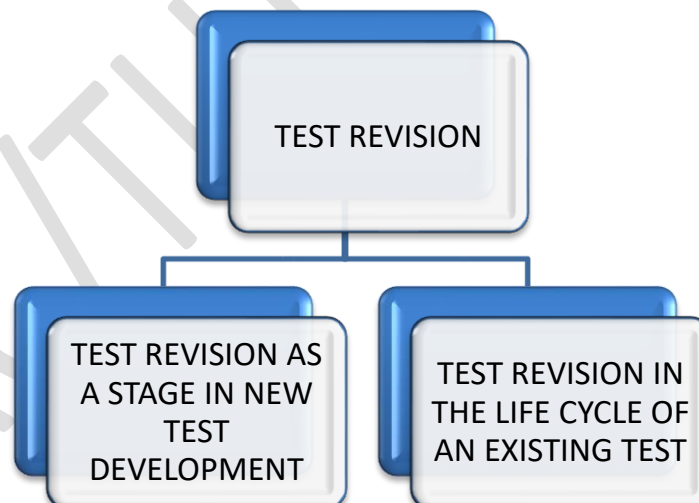 TEST REVISION
TEST REVISION AS
A STAGE IN NEW
TEST
DEVELOPMENT
TEST REVISION IN
THE LIFE CYCLE OF
AN EXISTING TEST